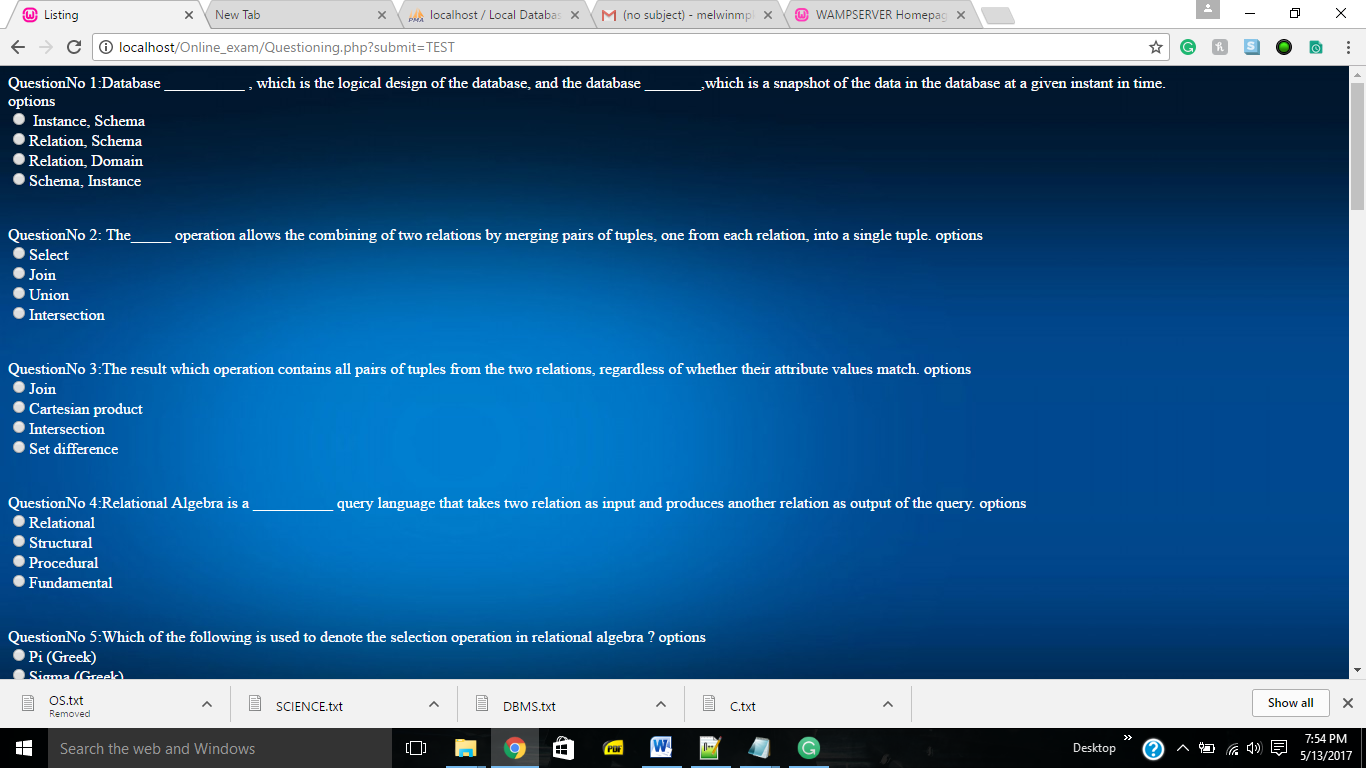 Listing
New Tab
localhost / Local Databas
(no subject) - melwinmp
WAMPSERVER Homepag
localhost/Online_exam/Questioning.php?submit=TEST
QuestionNo 1:Database __________ , which is the logical design of the database, and the database _______,which is a snapshot of the data in the database at a given instant in time.
options
Instance, Schema
Relation, Schema
Relation, Domain
Schema, Instance
QuestionNo 2: The_____ operation allows the combining of two relations by merging pairs of tuples, one from each relation, into a single tuple. options
Select
Join
Union
Intersection
QuestionNo 3:The result which operation contains all pairs of tuples from the two relations, regardless of whether their attribute values match. options
Join
Cartesian product
Intersection
Set difference
QuestionNo 4:Relational Algebra is a __________ query language that takes two relation as input and produces another relation as output of the query. options
Relational
Structural
Procedural
Fundamental
QuestionNo 5:Which of the following is used to denote the selection operation in relational algebra ? options
Pi (Greek)
Sigma (Greek)
OS.txt
Removed
SCIENCE.txt
DBMS.txt
C.txt
Show all
Search the web and Windows
PDF
Desktop
7:54 PM
5/13/2017